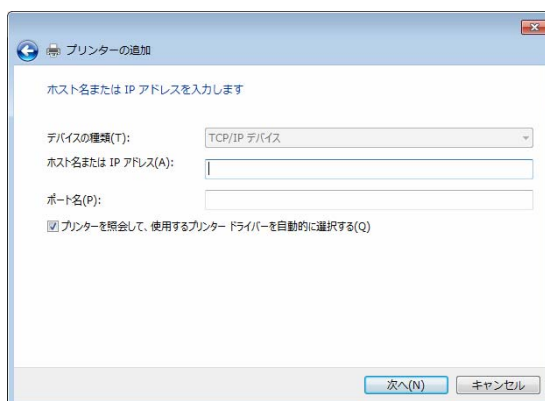 プリンターの追加
ホスト名または IP アドレスを入力します
デバイスの種類(T):
TCP/IP デバイス
ホスト名または IP アドレス(A):
ポート名(P):
プリンターを照会して、使用するプリンター ドライバーを自動的に選択する(Q)
次へ(N)
キャンセル